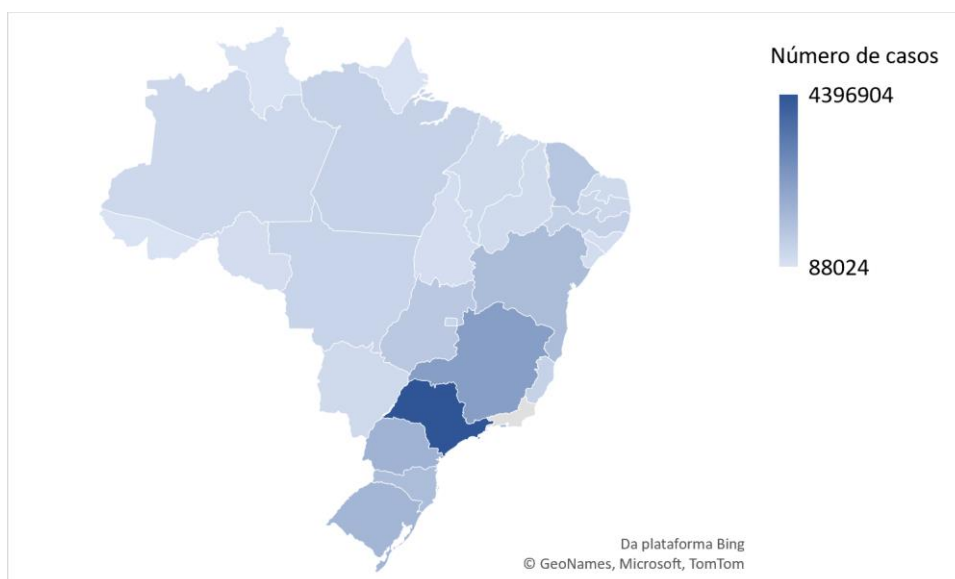 Número de casos
4396904
88024
Da plataforma Bing
© GeoNames, Microsoft, TomTom